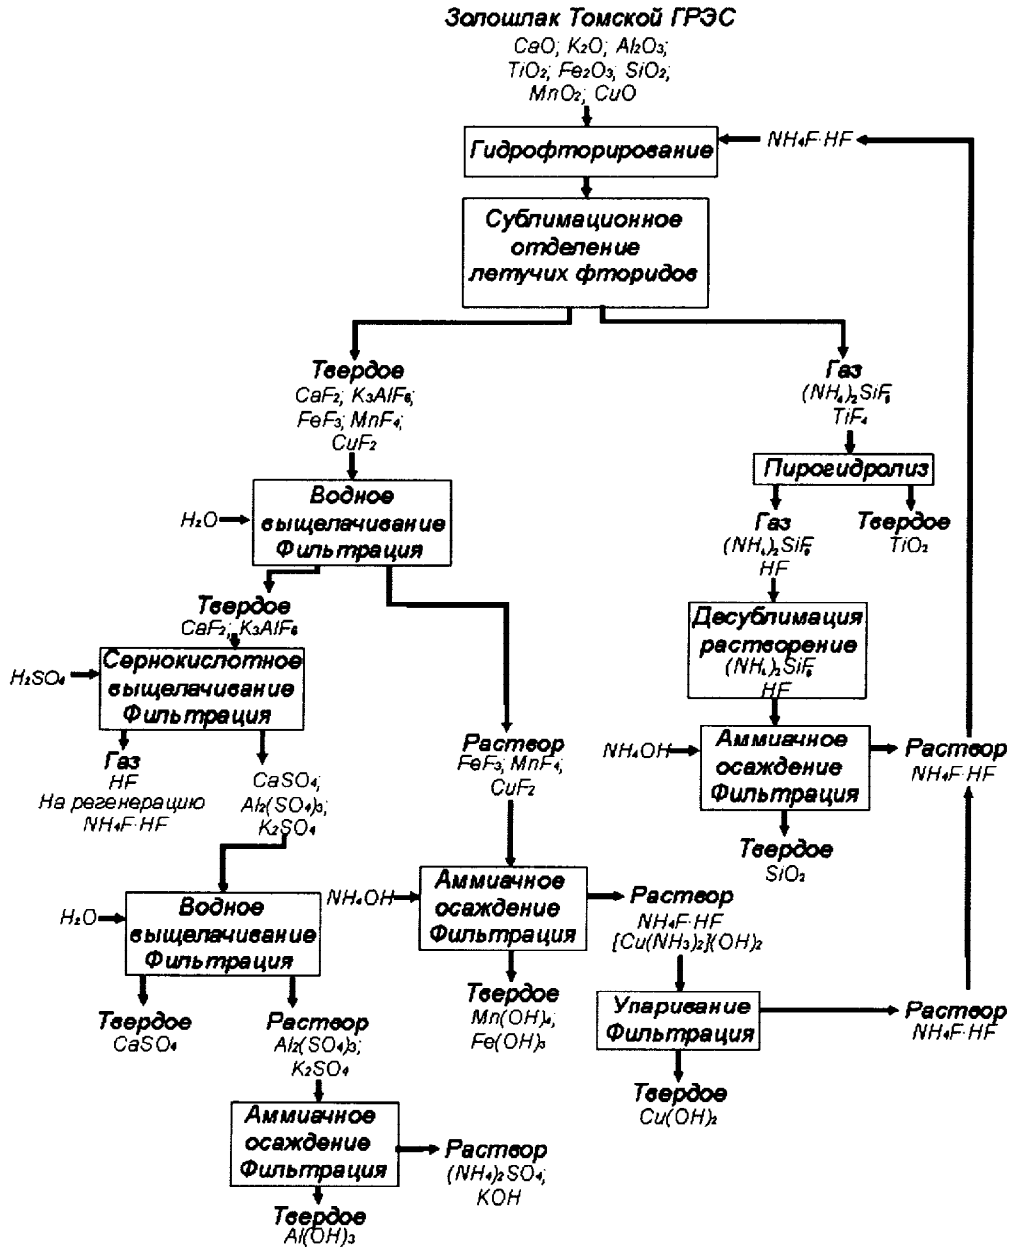 Золошлак Томской ГРЭС
CaO; K₂O; Al₂O₃;
TiO₂; Fe₂O₃; SiO₂;
MnO₂; CuO
Гидрофторирование
NH₄F·HF
Сублимационное
отделение
летучих фторидов
Твердое
CaF₂; K₃AlF₆;
FeF₃; MnF₄;
CuF₂
Газ
(NH₄)₂SiF₆
TiF₄
Пирогидролиз
Газ
(NH₄)₂SiF₆
HF
Твердое
TiO₂
H₂O
Водное
выщелачивание
Фильтрация
Твердое
CaF₂; K₃AlF₆
Десублимация
растворение
(NH₄)₂SiF₆
HF
H₂SO₄
Сернокислотное
выщелачивание
Фильтрация
Газ
HF
На регенерацию
NH₄F·HF
CaSO₄;
Al₂(SO₄)₃;
K₂SO₄
Раствор
FeF₃; MnF₄;
CuF₂
NH₄OH
Аммиачное
осаждение
Фильтрация
Раствор
NH₄F·HF
Твердое
SiO₂
H₂O
Водное
выщелачивание
Фильтрация
NH₄OH
Аммиачное
осаждение
Фильтрация
Раствор
NH₄F·HF
[Cu(NH₃)₂](OH)₂
Твердое
CaSO₄
Раствор
Al₂(SO₄)₃;
K₂SO₄
Твердое
Mn(OH)₄;
Fe(OH)₃
Упаривание
Фильтрация
Раствор
NH₄F·HF
Твердое
Cu(OH)₂
Аммиачное
осаждение
Фильтрация
Раствор
(NH₄)₂SO₄;
KOH
Твердое
Al(OH)₃